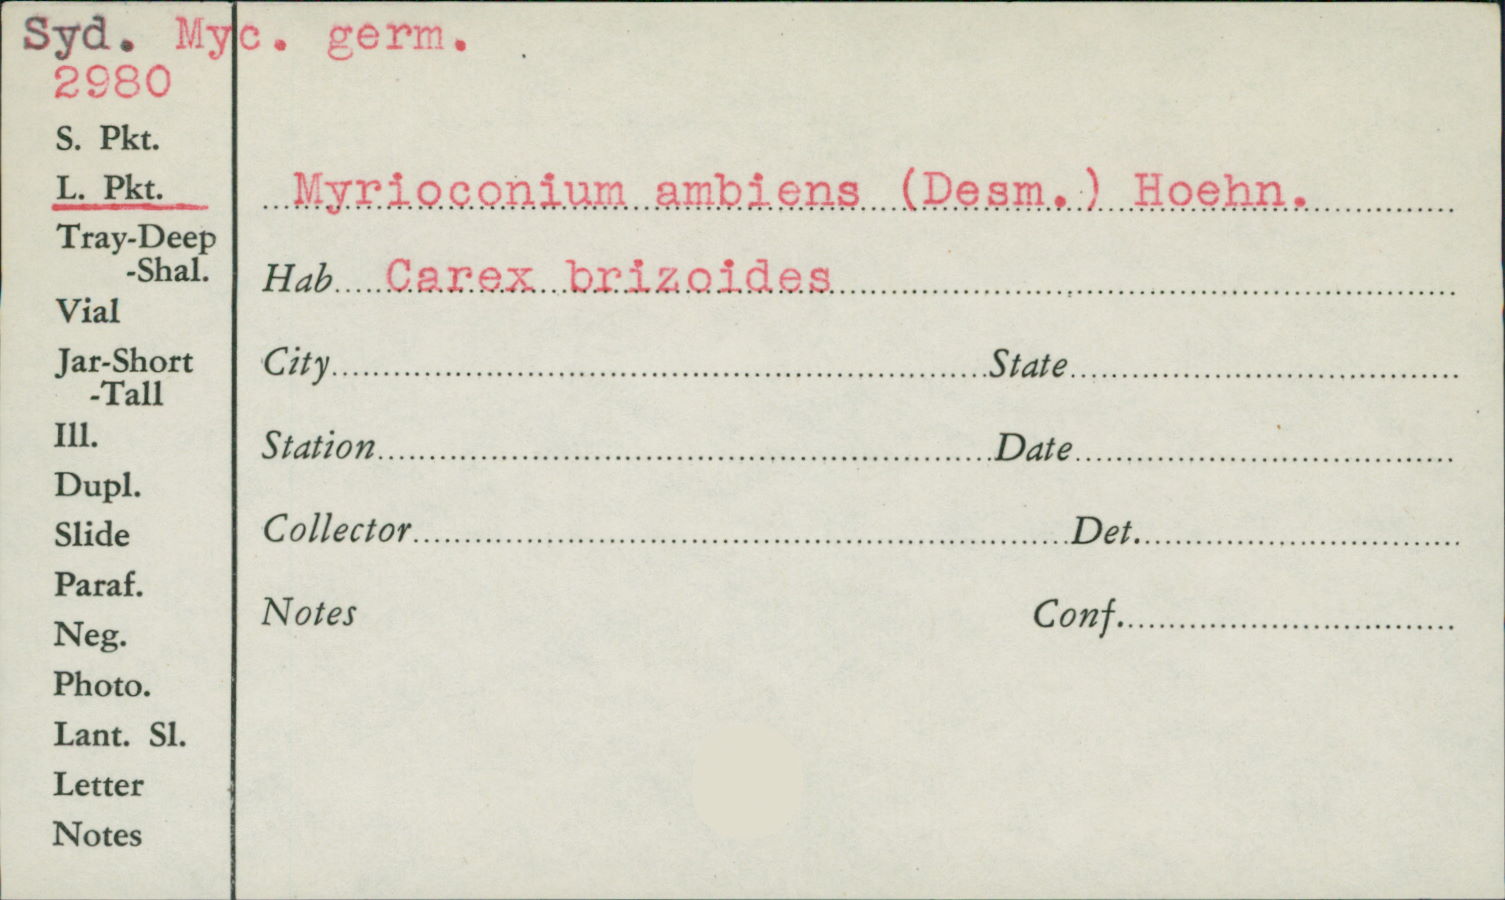 Syd. Myc. germ.
2980
S. Pkt.
L. Pkt.
Tray-Deep
-Shal.
Vial
Jar-Short
-Tall
Ill.
Dupl.
Slide
Paraf.
Neg.
Photo.
Lant. Sl.
Letter
Notes
Myrioconium ambiens (Desm.) Hoehn.
Hab. Carex brizoides
City State
Station Date
Collector Det.
Notes Conf.